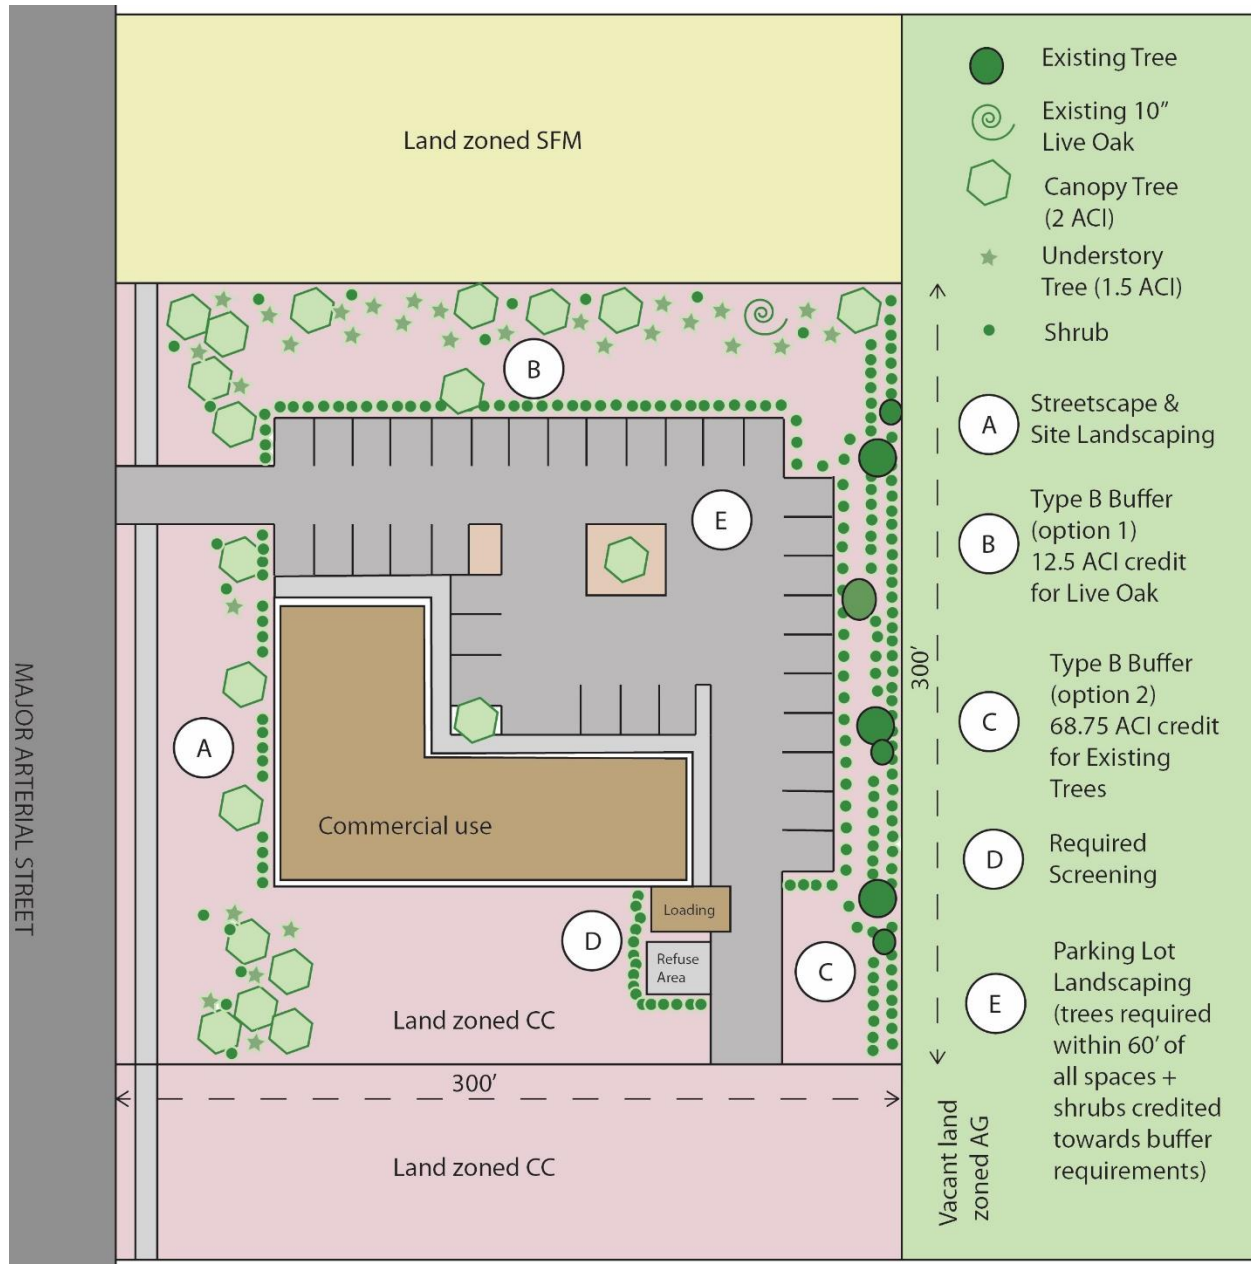 Land zoned SFM
B
E
A
Commercial use
D
Loading
Refuse
Area
C
Land zoned CC
300'
Land zoned CC
MAJOR ARTERIAL STREET
300'
Vacant land
zoned AG
Existing Tree
Existing 10"
Live Oak
Canopy Tree
(2 ACI)
Understory
Tree (1.5 ACI)
Shrub
A
Streetscape &
Site Landscaping
B
Type B Buffer
(option 1)
12.5 ACI credit
for Live Oak
C
Type B Buffer
(option 2)
68.75 ACI credit
for Existing
Trees
D
Required
Screening
E
Parking Lot
Landscaping
(trees required
within 60' of
all spaces +
shrubs credited
towards buffer
requirements)